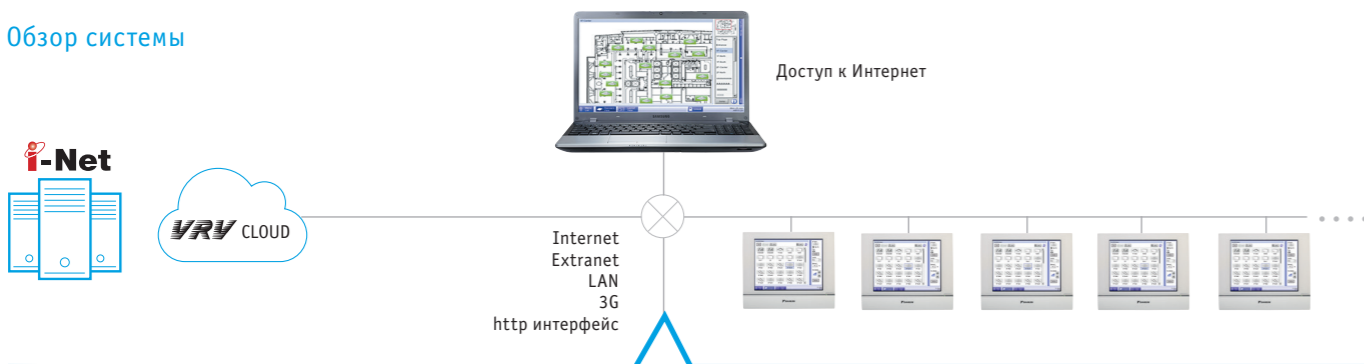 Обзор системы
Доступ к Интернет
i-Net
VRV CLOUD
Internet
Extranet
LAN
3G
http интерфейс